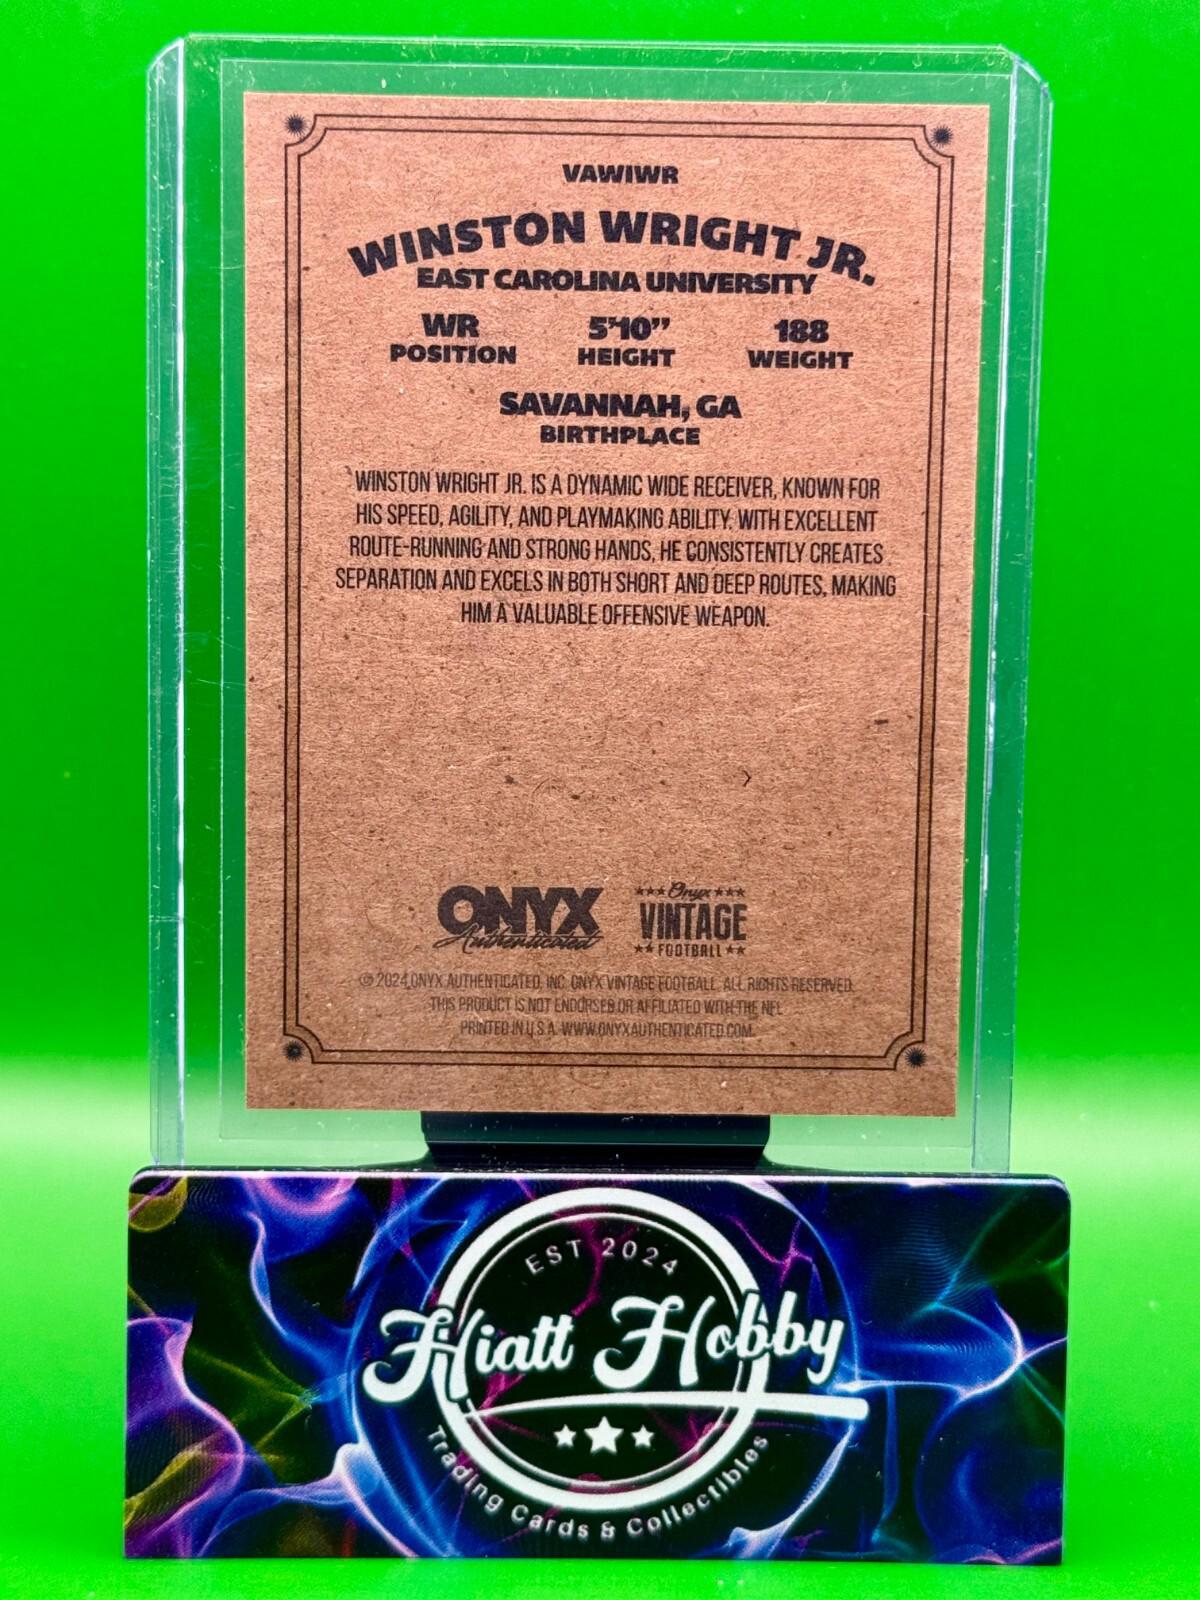 VAWIWR
WINSTON WRIGHT JR.
EAST CAROLINA UNIVERSITY
WR 5'10" 188
POSITION HEIGHT WEIGHT
SAVANNAH, GA
BIRTHPLACE
WINSTON WRIGHT JR. IS A DYNAMIC WIDE RECEIVER, KNOWN FOR
HIS SPEED, AGILITY, AND PLAYMAKING ABILITY. WITH EXCELLENT
ROUTE-RUNNING AND STRONG HANDS, HE CONSISTENTLY CREATES
SEPARATION AND EXCELS IN BOTH SHORT AND DEEP ROUTES, MAKING
HIM A VALUABLE OFFENSIVE WEAPON.
ONYX
Authenticated
Onyx
VINTAGE
FOOTBALL
© 2024 ONYX AUTHENTICATED, INC. ONYX VINTAGE FOOTBALL. ALL RIGHTS RESERVED.
THIS PRODUCT IS NOT ENDORSED OR AFFILIATED WITH THE NFL
PRINTED IN U.S.A. WWW.ONYXAUTHENTICATED.COM
EST 2024
Hiatt Hobby
Trading Cards & Collectibles